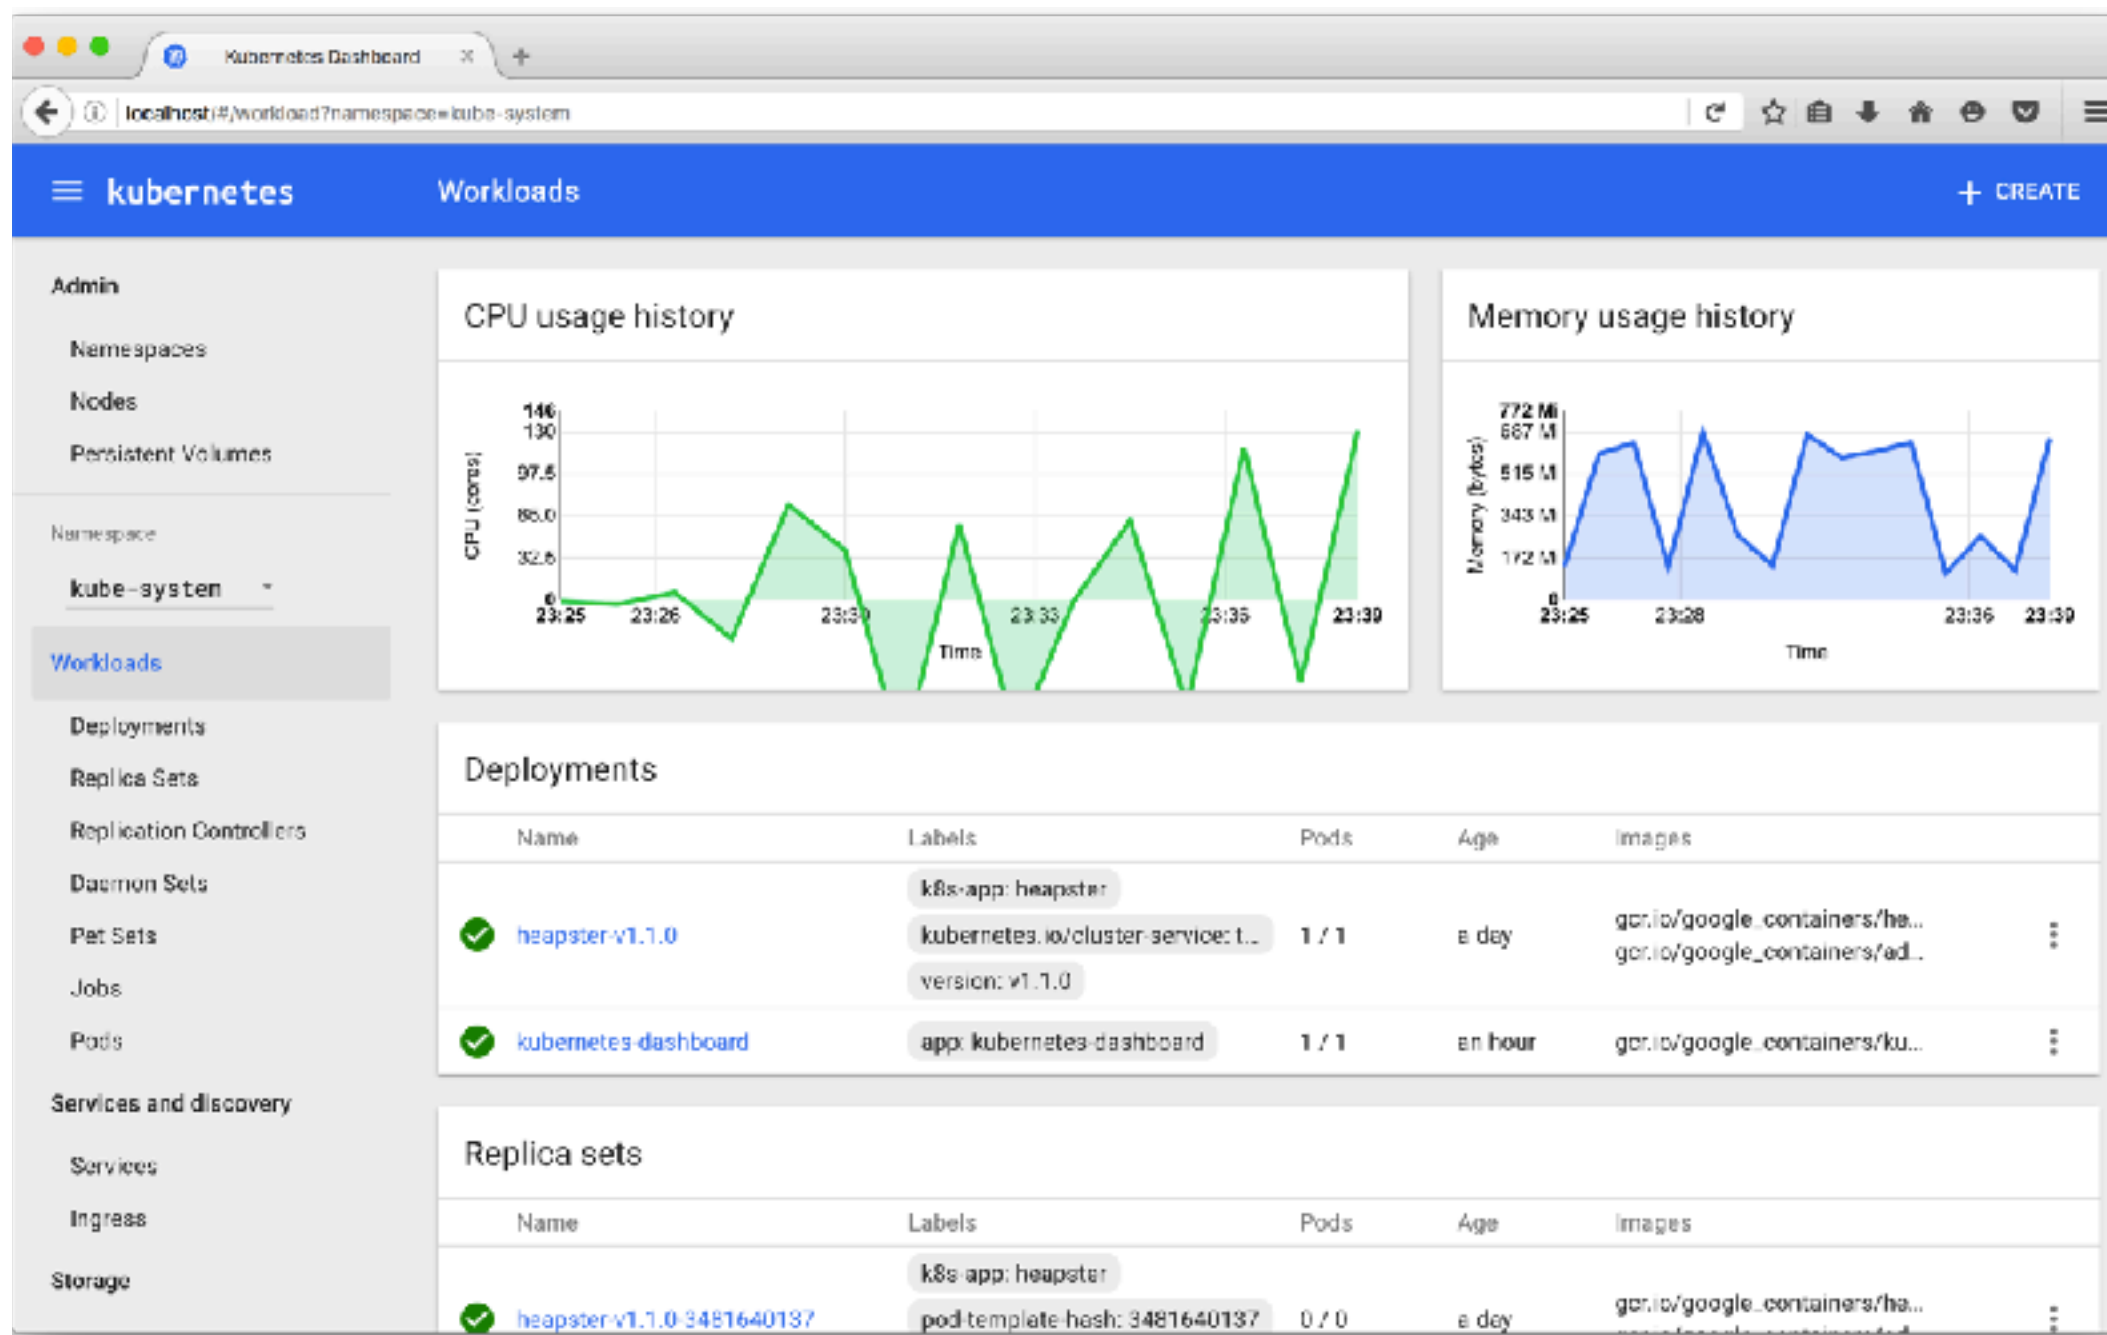 Kubernetes Dashboard
localhost/#/workload?namespace=kube-system
kubernetes
Workloads
+ CREATE
Admin
Namespaces
Nodes
Persistent Volumes
Namespace
kube-system
Workloads
Deployments
Replica Sets
Replication Controllers
Daemon Sets
Pet Sets
Jobs
Pods
Services and discovery
Services
Ingress
Storage
CPU usage history
CPU (cores)
146
130
97.5
65.0
32.5
0
23:25 23:26 23:30 23:33 23:35 23:39
Time
Memory usage history
Memory (bytes)
772 Mi
687 Mi
515 Mi
343 Mi
172 Mi
0
23:25 23:28 23:36 23:39
Time
Deployments
Name Labels Pods Age Images
heapster-v1.1.0
k8s-app: heapster
kubernetes.io/cluster-service: t...
version: v1.1.0
1 / 1
a day
gcr.io/google_containers/he...
gcr.io/google_containers/ad...
kubernetes-dashboard
app: kubernetes-dashboard
1 / 1
an hour
gcr.io/google_containers/ku...
Replica sets
Name Labels Pods Age Images
heapster-v1.1.0-3481640137
k8s-app: heapster
pod-template-hash: 3481640137
0 / 0
a day
gcr.io/google_containers/he...